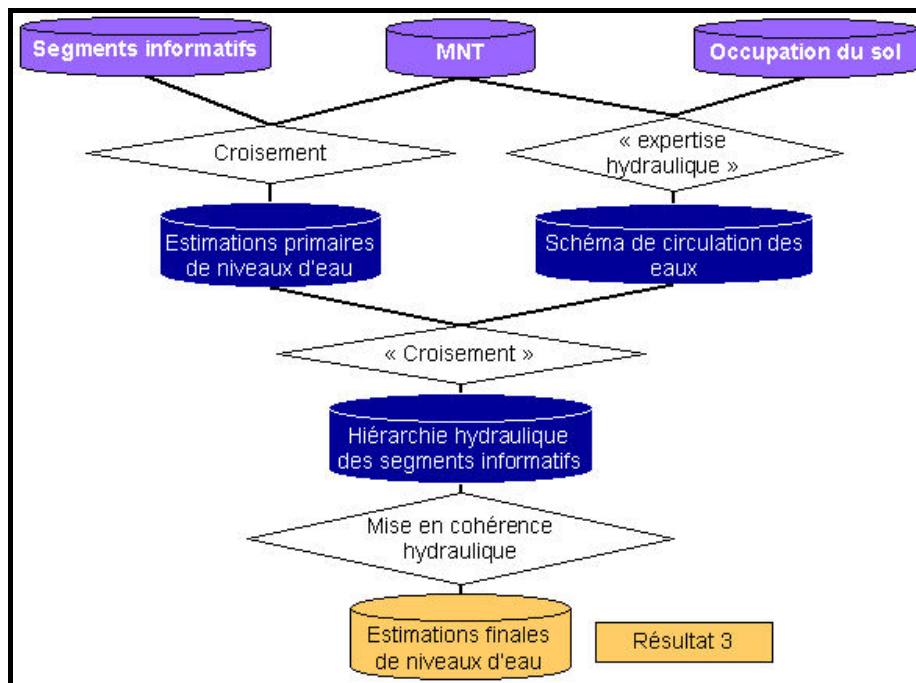 Segments informatifs
MNT
Occupation du sol
Croisement
« expertise
hydraulique »
Estimations primaires
de niveaux d'eau
Schéma de circulation des
eaux
« Croisement »
Hiérarchie hydraulique
des segments informatifs
Mise en cohérence
hydraulique
Estimations finales
de niveaux d'eau
Résultat 3